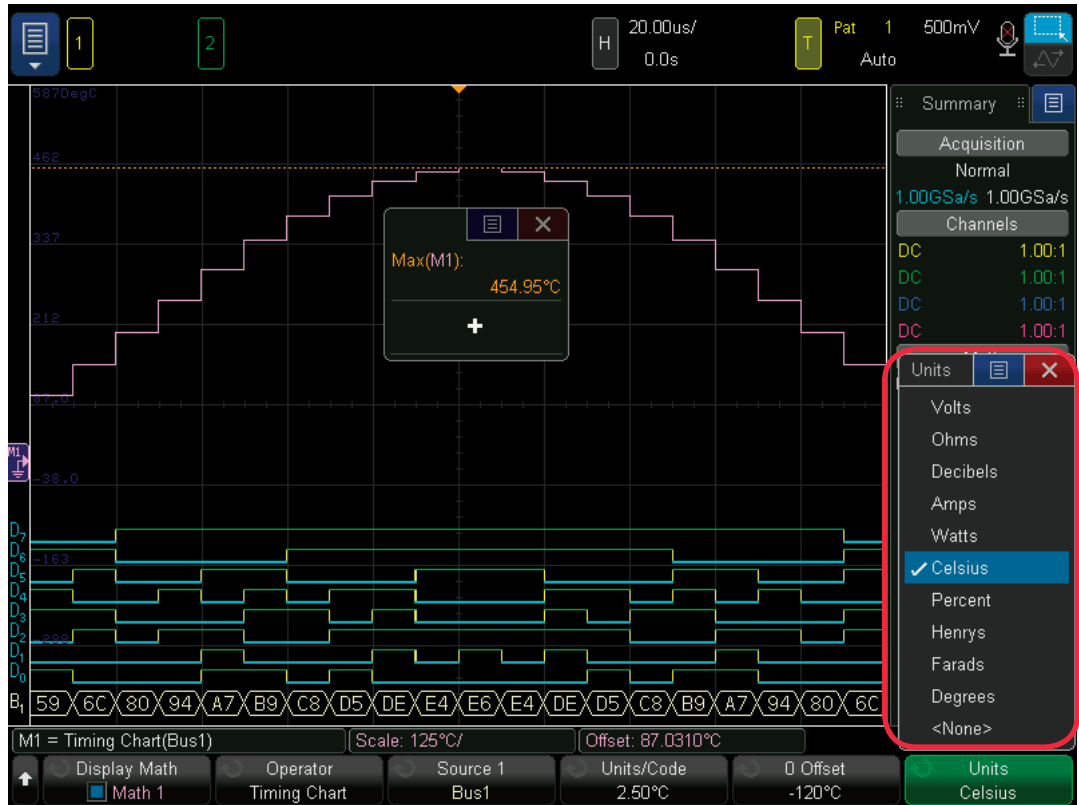 1
2
H
20.00us/
0.0s
T
Pat 1 500mV
Auto
587DegC
462
337
212
87.0
-38.0
-163
-288
Max(M1):
454.95°C
+
Summary
Acquisition
Normal
1.00GSa/s 1.00GSa/s
Channels
DC 1.00:1
DC 1.00:1
DC 1.00:1
DC 1.00:1
Units
Volts
Ohms
Decibels
Amps
Watts
Celsius
Percent
Henrys
Farads
Degrees
<None>
M1
D7
D6
D5
D4
D3
D2
D1
D0
B1 59 6C 80 94 A7 B9 C8 D5 DE E4 E6 E4 DE D5 C8 B9 A7 94 80 6C
M1 = Timing Chart(Bus1) Scale: 125°C/ Offset: 87.0310°C
Display Math
Math 1
Operator
Timing Chart
Source 1
Bus1
Units/Code
2.50°C
0 Offset
-120°C
Units
Celsius